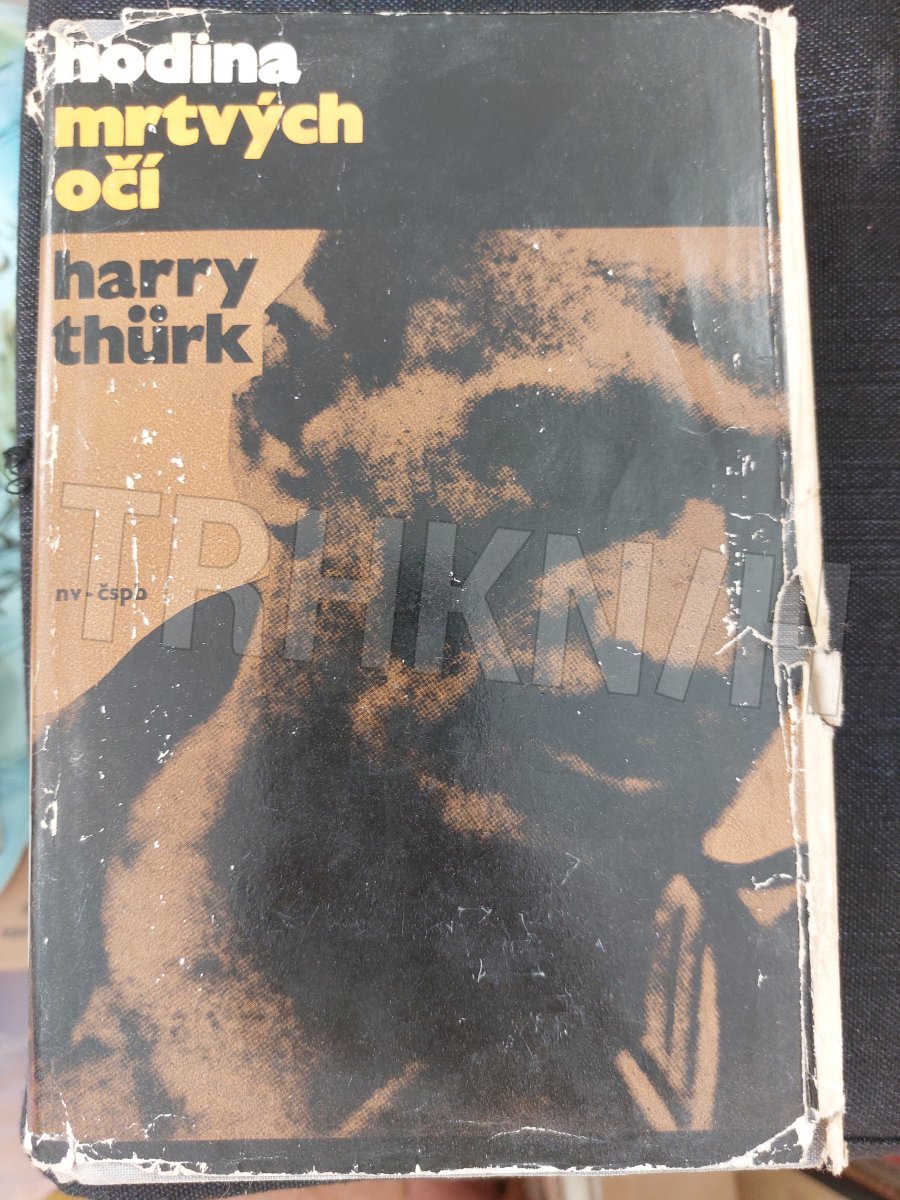 hodina
mrtvých
očí
harry
thürk
nv-čspb
TRHKNIH